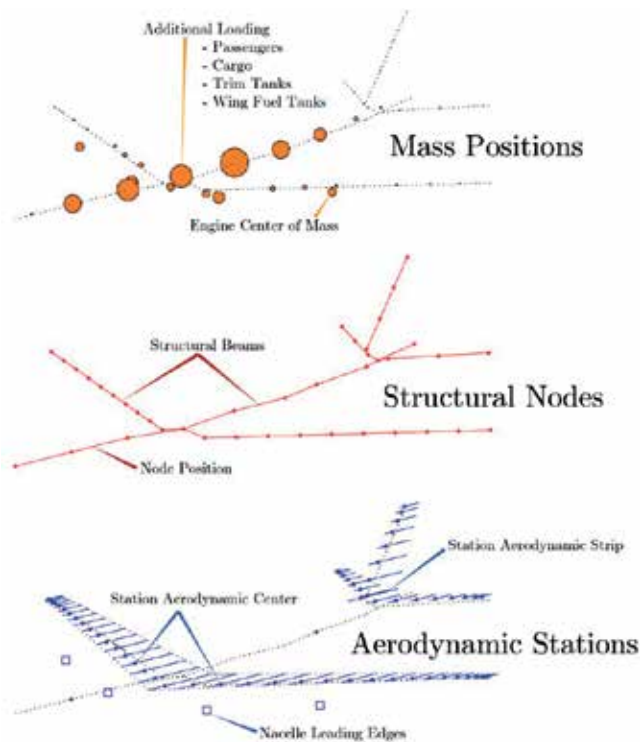 Additional Loading
- Passengers
- Cargo
- Trim Tanks
- Wing Fuel Tanks
Mass Positions
Engine Center of Mass
Structural Beams
Structural Nodes
Node Position
Station Aerodynamic Strip
Station Aerodynamic Center
Aerodynamic Stations
Nacelle Leading Edges